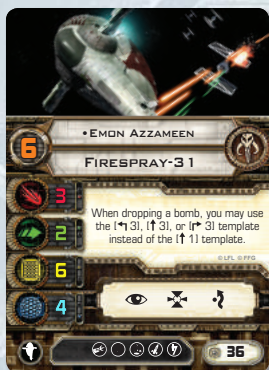 •EMON AZZAMEEN
6
FIRESPRAY-31
3
When dropping a bomb, you may use
the [↰ 3], [↑ 3], or [↱ 3] template
instead of the [↑ 1] template.
2
©LFL ©FFG
6
4
36